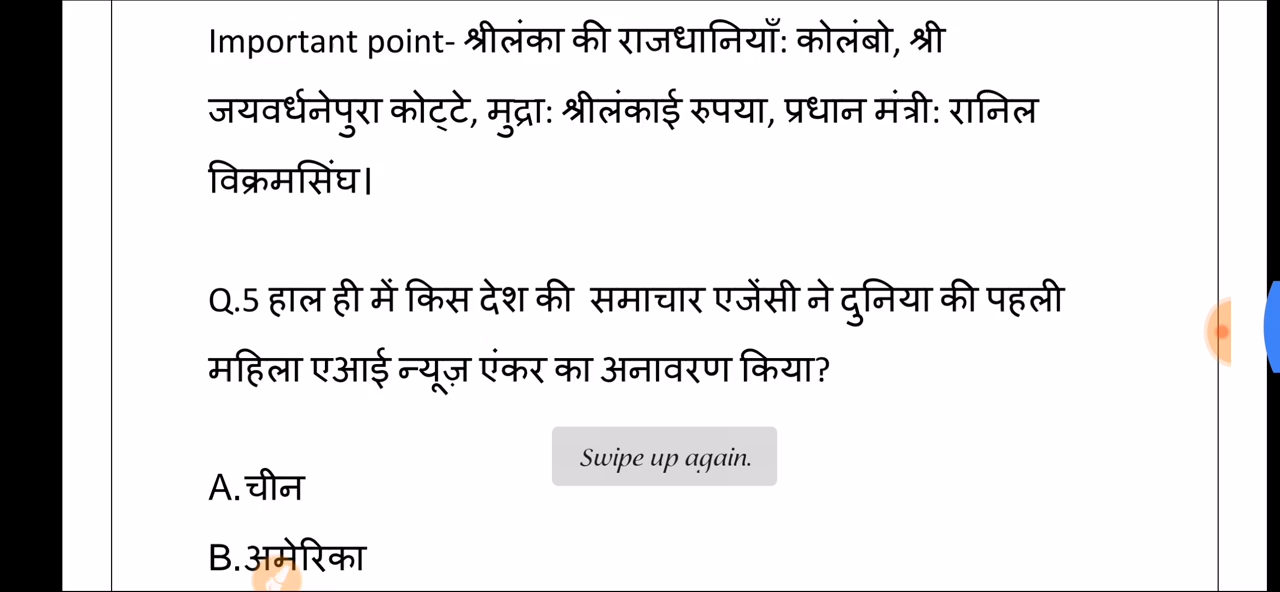 Important point- श्रीलंका की राजधानियाँ: कोलंबो, श्री
जयवर्धनेपुरा कोट्टे, मुद्रा: श्रीलंकाई रुपया, प्रधान मंत्री: रानिल
विक्रमसिंघ।
Q.5 हाल ही में किस देश की समाचार एजेंसी ने दुनिया की पहली
महिला एआई न्यूज़ एंकर का अनावरण किया?
Swipe up again.
A.चीन
B.अमेरिका